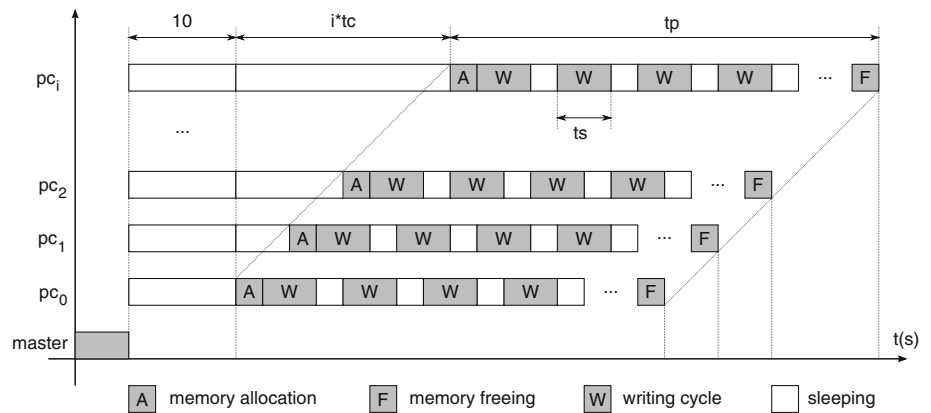 10 i*tc tp
pc_i A W W W W ... F
ts
...
pc_2 A W W W W ... F
pc_1 A W W W W ... F
pc_0 A W W W W ... F
master t(s)
A memory allocation F memory freeing W writing cycle sleeping